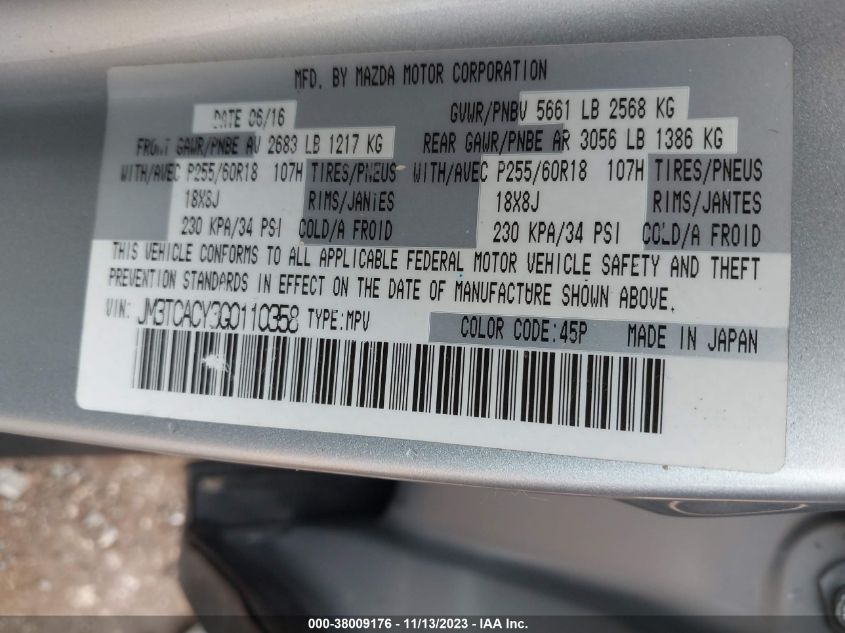 MFD. BY MAZDA MOTOR CORPORATION
DATE 06/16 GVWR/PNBV 5661 LB 2568 KG
FRONT GAWR/PNBE AV 2683 LB 1217 KG REAR GAWR/PNBE AR 3056 LB 1386 KG
WITH/AVEC P255/60R18 107H TIRES/PNEUS WITH/AVEC P255/60R18 107H TIRES/PNEUS
18X8J RIMS/JANTES 18X8J RIMS/JANTES
230 KPA/34 PSI COLD/A FROID 230 KPA/34 PSI COLD/A FROID
THIS VEHICLE CONFORMS TO ALL APPLICABLE FEDERAL MOTOR VEHICLE SAFETY AND THEFT
PREVENTION STANDARDS IN EFFECT ON THE DATE OF MANUFACTURE SHOWN ABOVE.
VIN: JM3TCACY3G0110358 TYPE:MPV COLOR CODE:45P MADE IN JAPAN
000-38009176 - 11/13/2023 - IAA Inc.